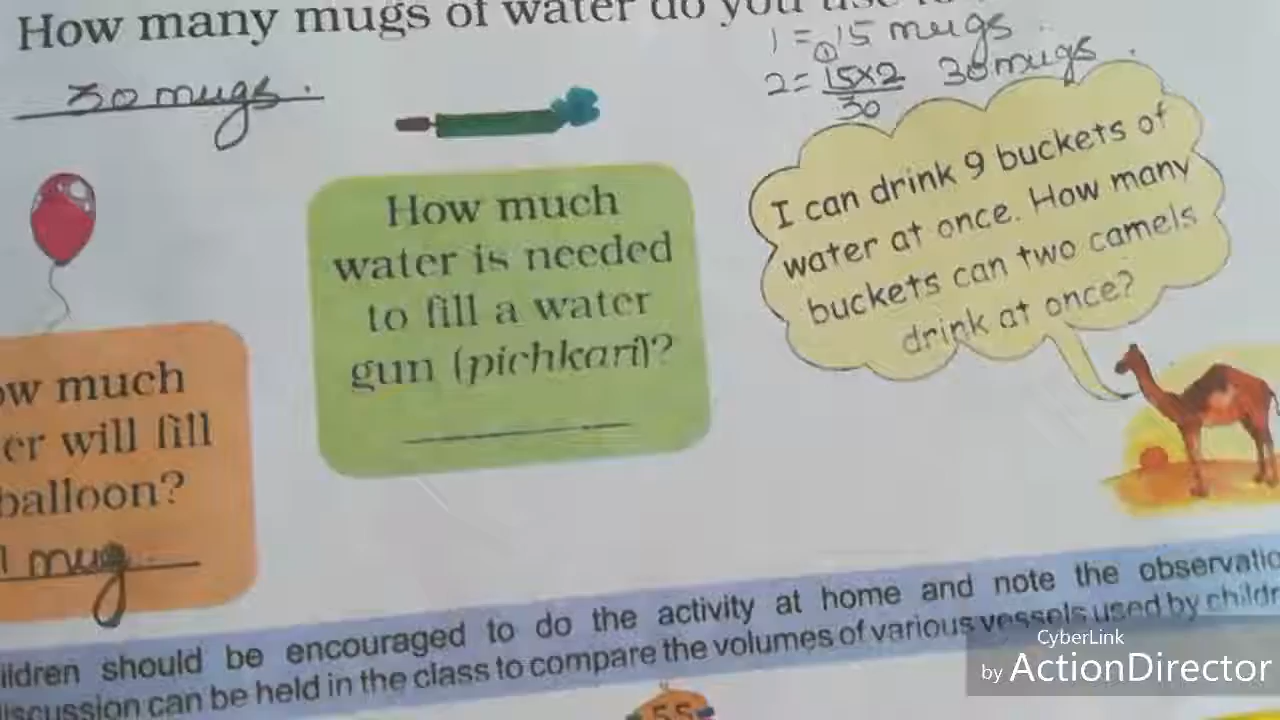 How many mugs of water do you use to
1 = 15 mugs
2 = 15x2 30 mugs
30
30 mugs.
How much
water is needed
to fill a water
gun (pichkari)?
I can drink 9 buckets of
water at once. How many
buckets can two camels
drink at once?
ow much
er will fill
balloon?
1 mug
ildren should be encouraged to do the activity at home and note the observatio
iscussion can be held in the class to compare the volumes of various vessels used by childr
55
CyberLink
by ActionDirector